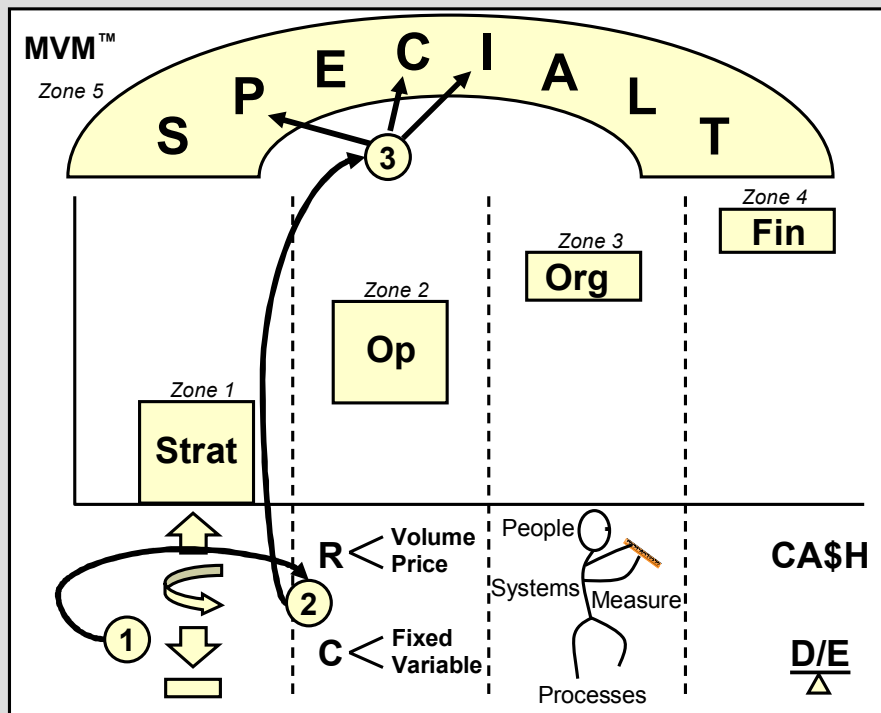 MVM™
Zone 5
S P E C I A L T
3
Zone 4
Fin
Zone 3
Org
Zone 2
Op
Zone 1
Strat
1
2
R
Volume
Price
C
Fixed
Variable
People
Systems
Measure
Processes
CA$H
D/E